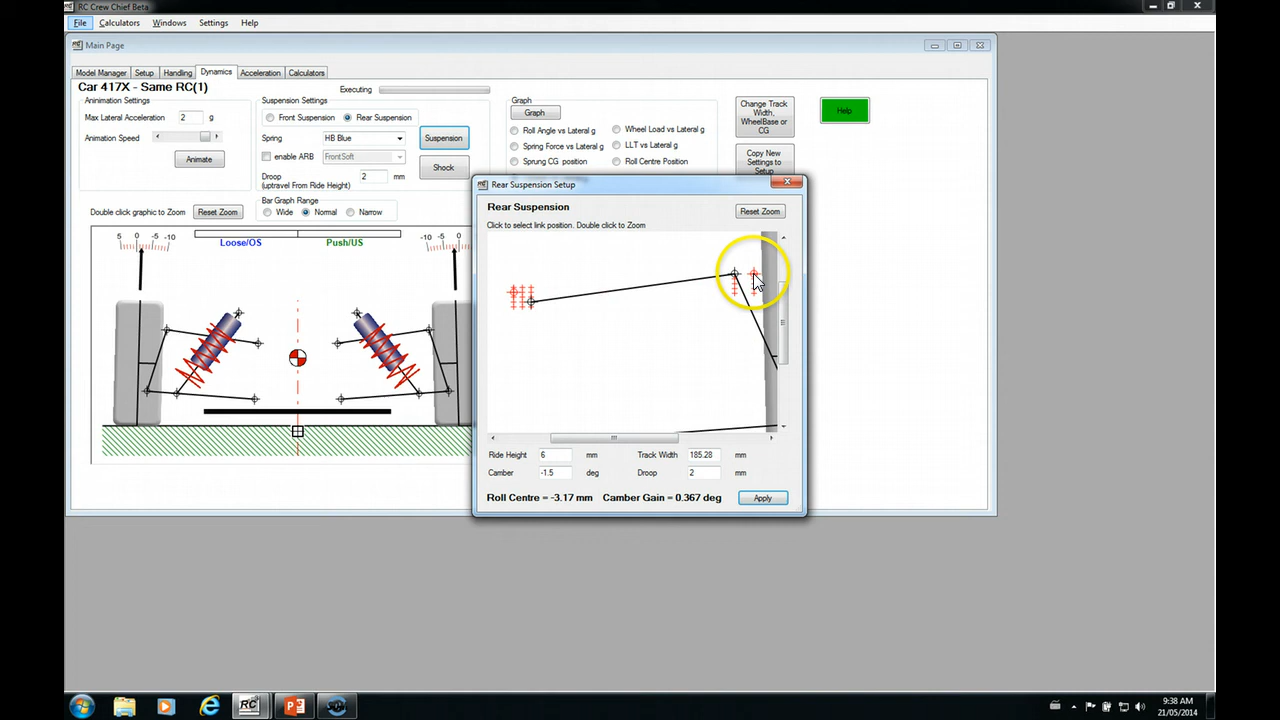 RC Crew Chief Beta
File Calculators Windows Settings Help
Main Page
Model Manager Setup Handling Dynamics Acceleration Calculators
Car 417X - Same RC(1)
Executing
Animation Settings
Max Lateral Acceleration 2 g
Animation Speed
Animate
Suspension Settings
Front Suspension Rear Suspension
Spring HB Blue Suspension
enable ARB FrontSoft Shock
Droop 2 mm
(uptravel From Ride Height)
Graph
Graph
Roll Angle vs Lateral g Wheel Load vs Lateral g
Spring Force vs Lateral g LLT vs Lateral g
Sprung CG position Roll Centre Position
Change Track
Width,
WheelBase or
CG
Copy New
Settings to
Setup
Help
Double click graphic to Zoom Reset Zoom
Bar Graph Range
Wide Normal Narrow
Loose/OS Push/US
5 0 -5 -10
-10 -5 0
Rear Suspension Setup
Rear Suspension
Reset Zoom
Click to select link position. Double click to Zoom
Ride Height 6 mm Track Width 185.28 mm
Camber -1.5 deg Droop 2 mm
Roll Centre = -3.17 mm Camber Gain = 0.367 deg Apply
9:38 AM
21/05/2014